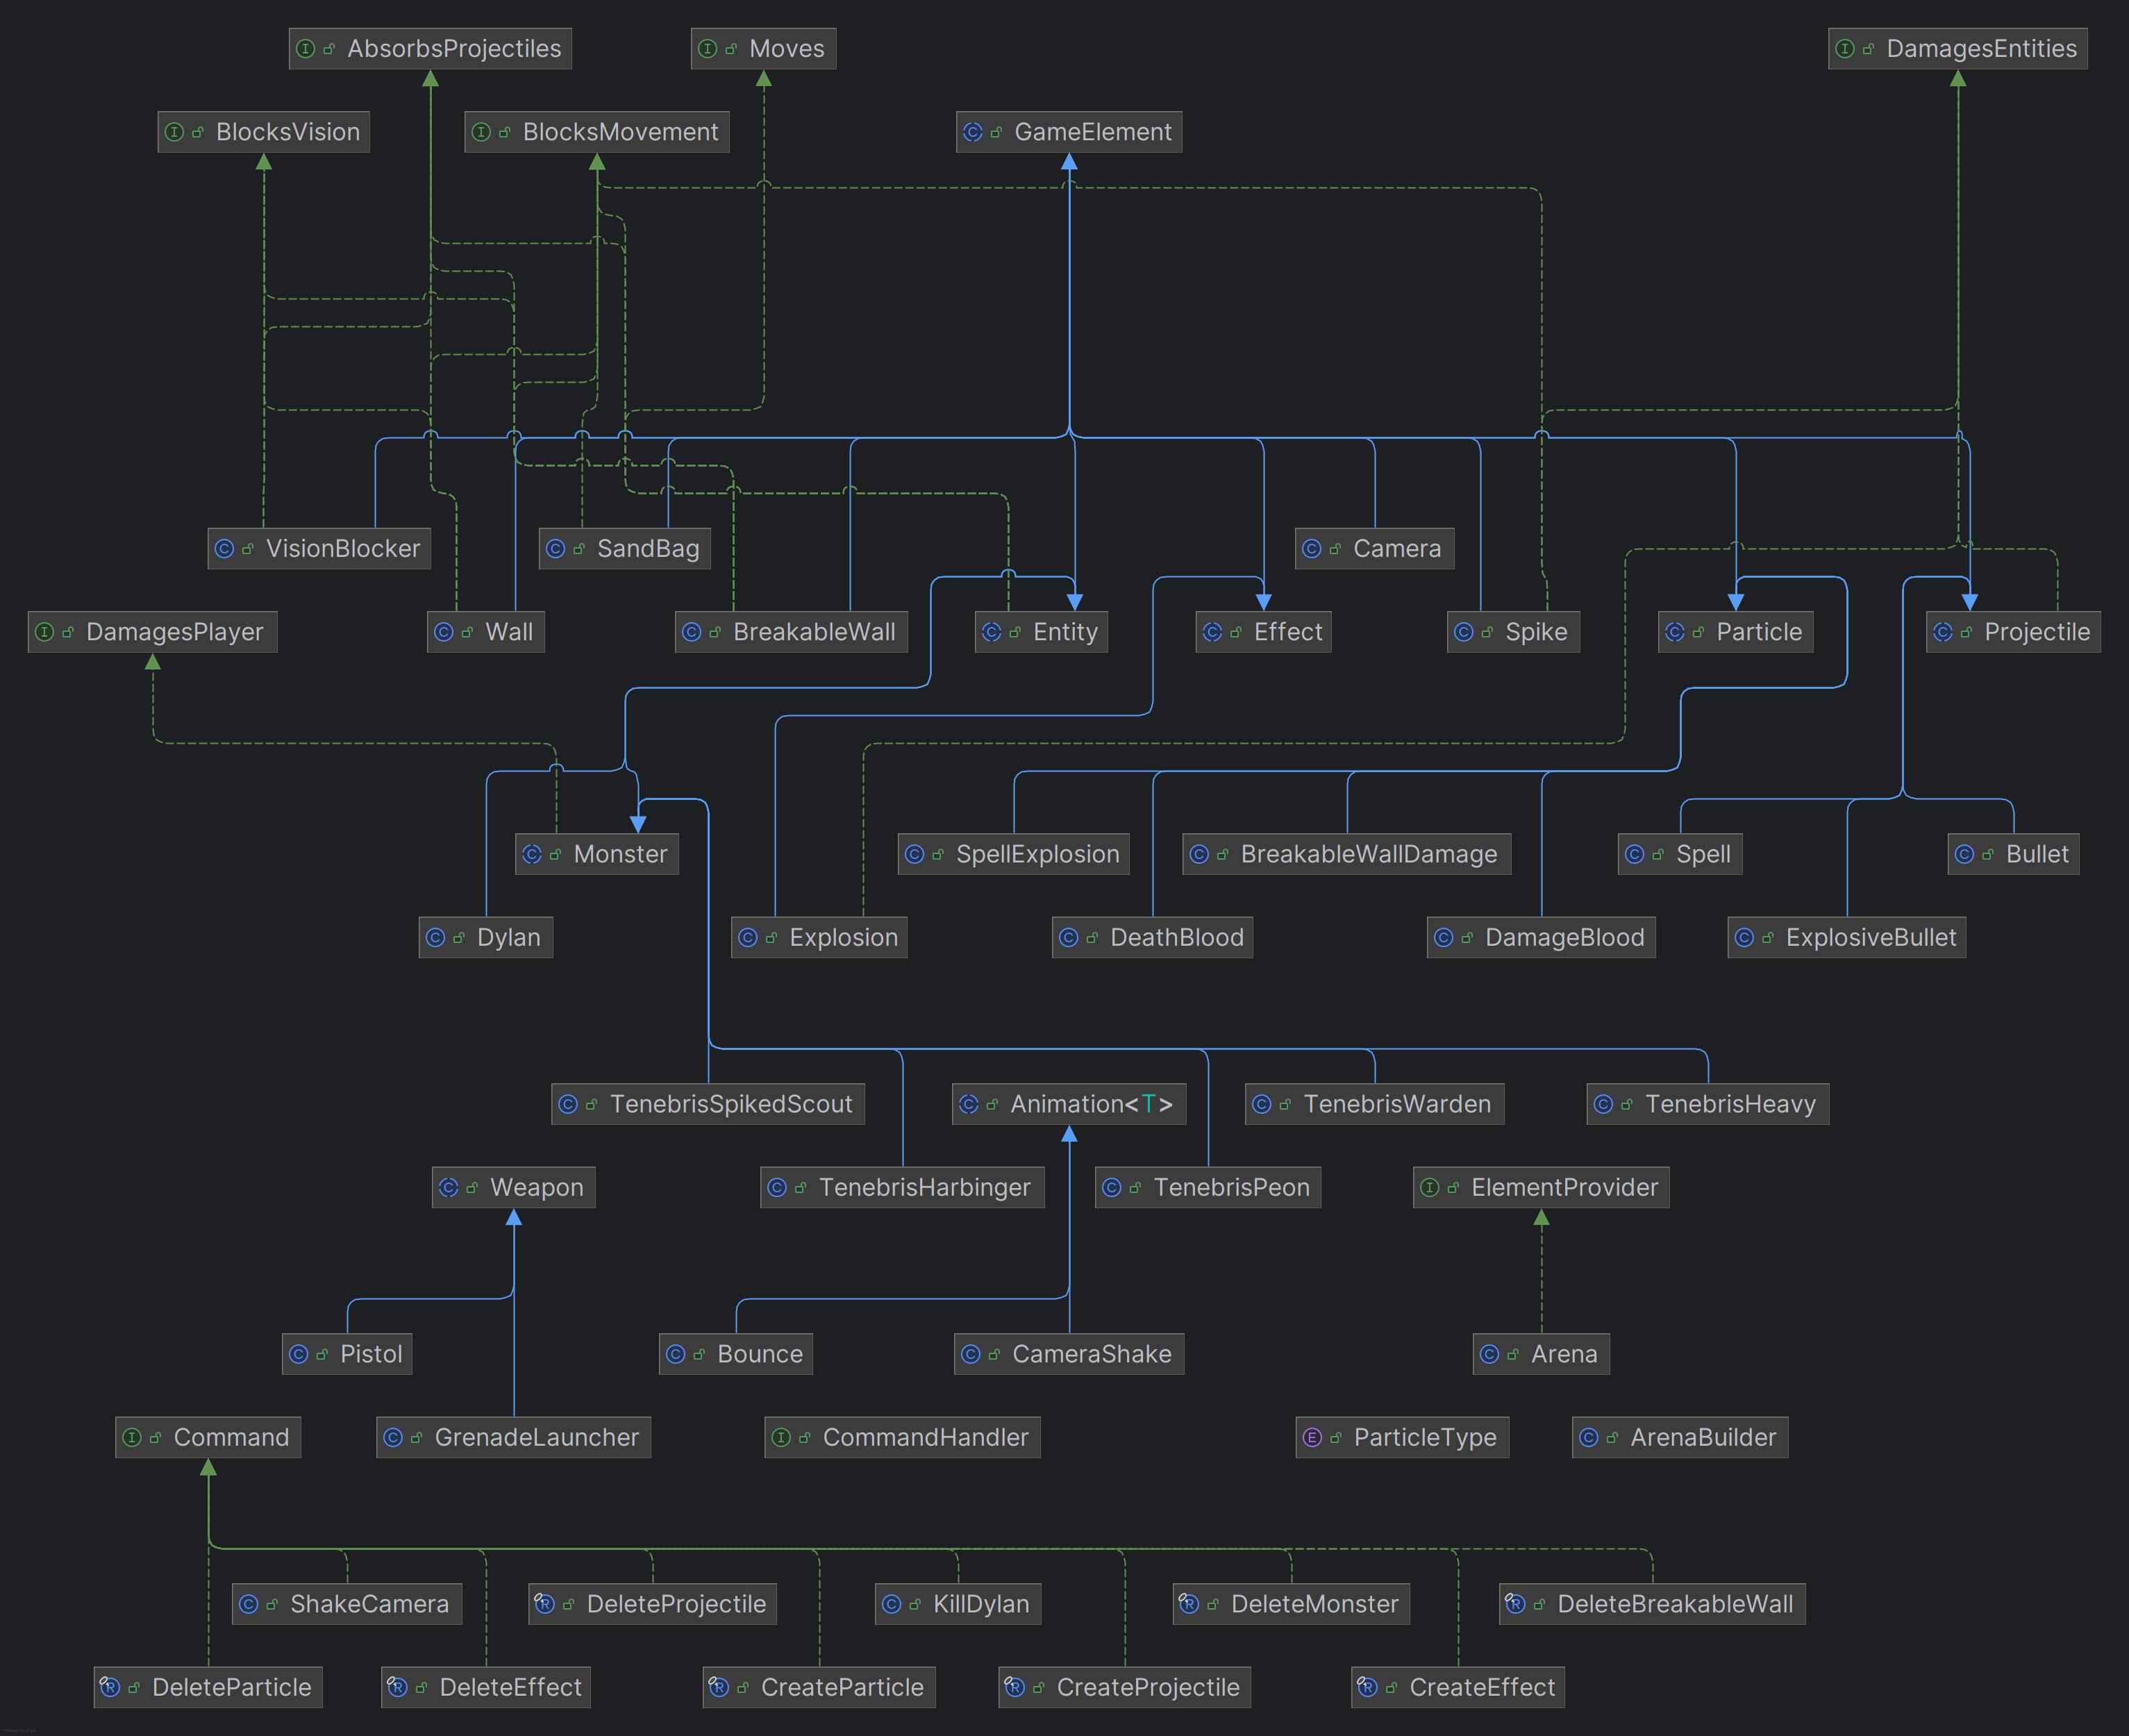 AbsorbsProjectiles
Moves
DamagesEntities
BlocksVision
BlocksMovement
GameElement
VisionBlocker
SandBag
Camera
DamagesPlayer
Wall
BreakableWall
Entity
Effect
Spike
Particle
Projectile
Monster
SpellExplosion
BreakableWallDamage
Spell
Bullet
Dylan
Explosion
DeathBlood
DamageBlood
ExplosiveBullet
TenebrisSpikedScout
Animation<T>
TenebrisWarden
TenebrisHeavy
Weapon
TenebrisHarbinger
TenebrisPeon
ElementProvider
Pistol
Bounce
CameraShake
Arena
Command
GrenadeLauncher
CommandHandler
ParticleType
ArenaBuilder
ShakeCamera
DeleteProjectile
KillDylan
DeleteMonster
DeleteBreakableWall
DeleteParticle
DeleteEffect
CreateParticle
CreateProjectile
CreateEffect